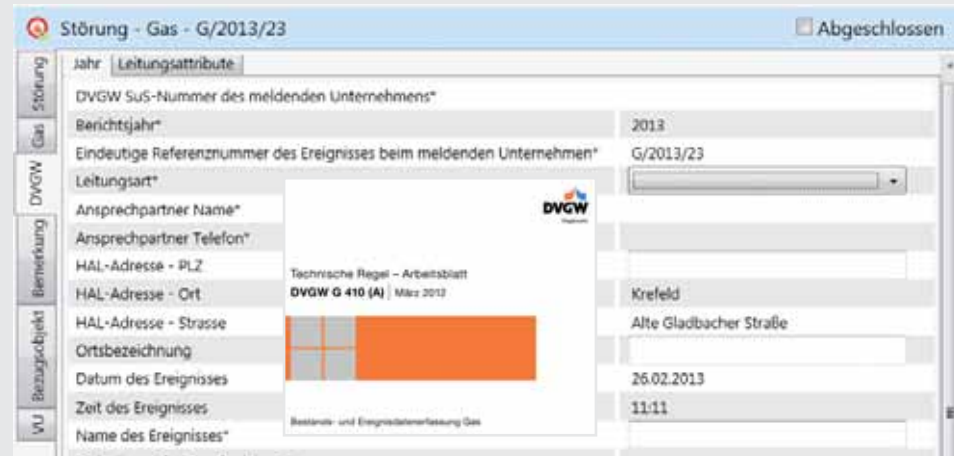 Störung - Gas - G/2013/23
Abgeschlossen
Störung
Gas
DVGW
Bemerkung
Bezugsobjekt
VU
Jahr Leitungsattribute
DVGW SuS-Nummer des meldenden Unternehmens*
Berichtsjahr* 2013
Eindeutige Referenznummer des Ereignisses beim meldenden Unternehmen* G/2013/23
Leitungsart*
Ansprechpartner Name*
Ansprechpartner Telefon*
HAL-Adresse - PLZ
HAL-Adresse - Ort Krefeld
HAL-Adresse - Strasse Alte Gladbacher Straße
Ortsbezeichnung
Datum des Ereignisses 26.02.2013
Zeit des Ereignisses 11:11
Name des Ereignisses*
DVGW
Technische Regel – Arbeitsblatt
DVGW G 410 (A) März 2012
Bestands- und Ereignisdatenerfassung Gas